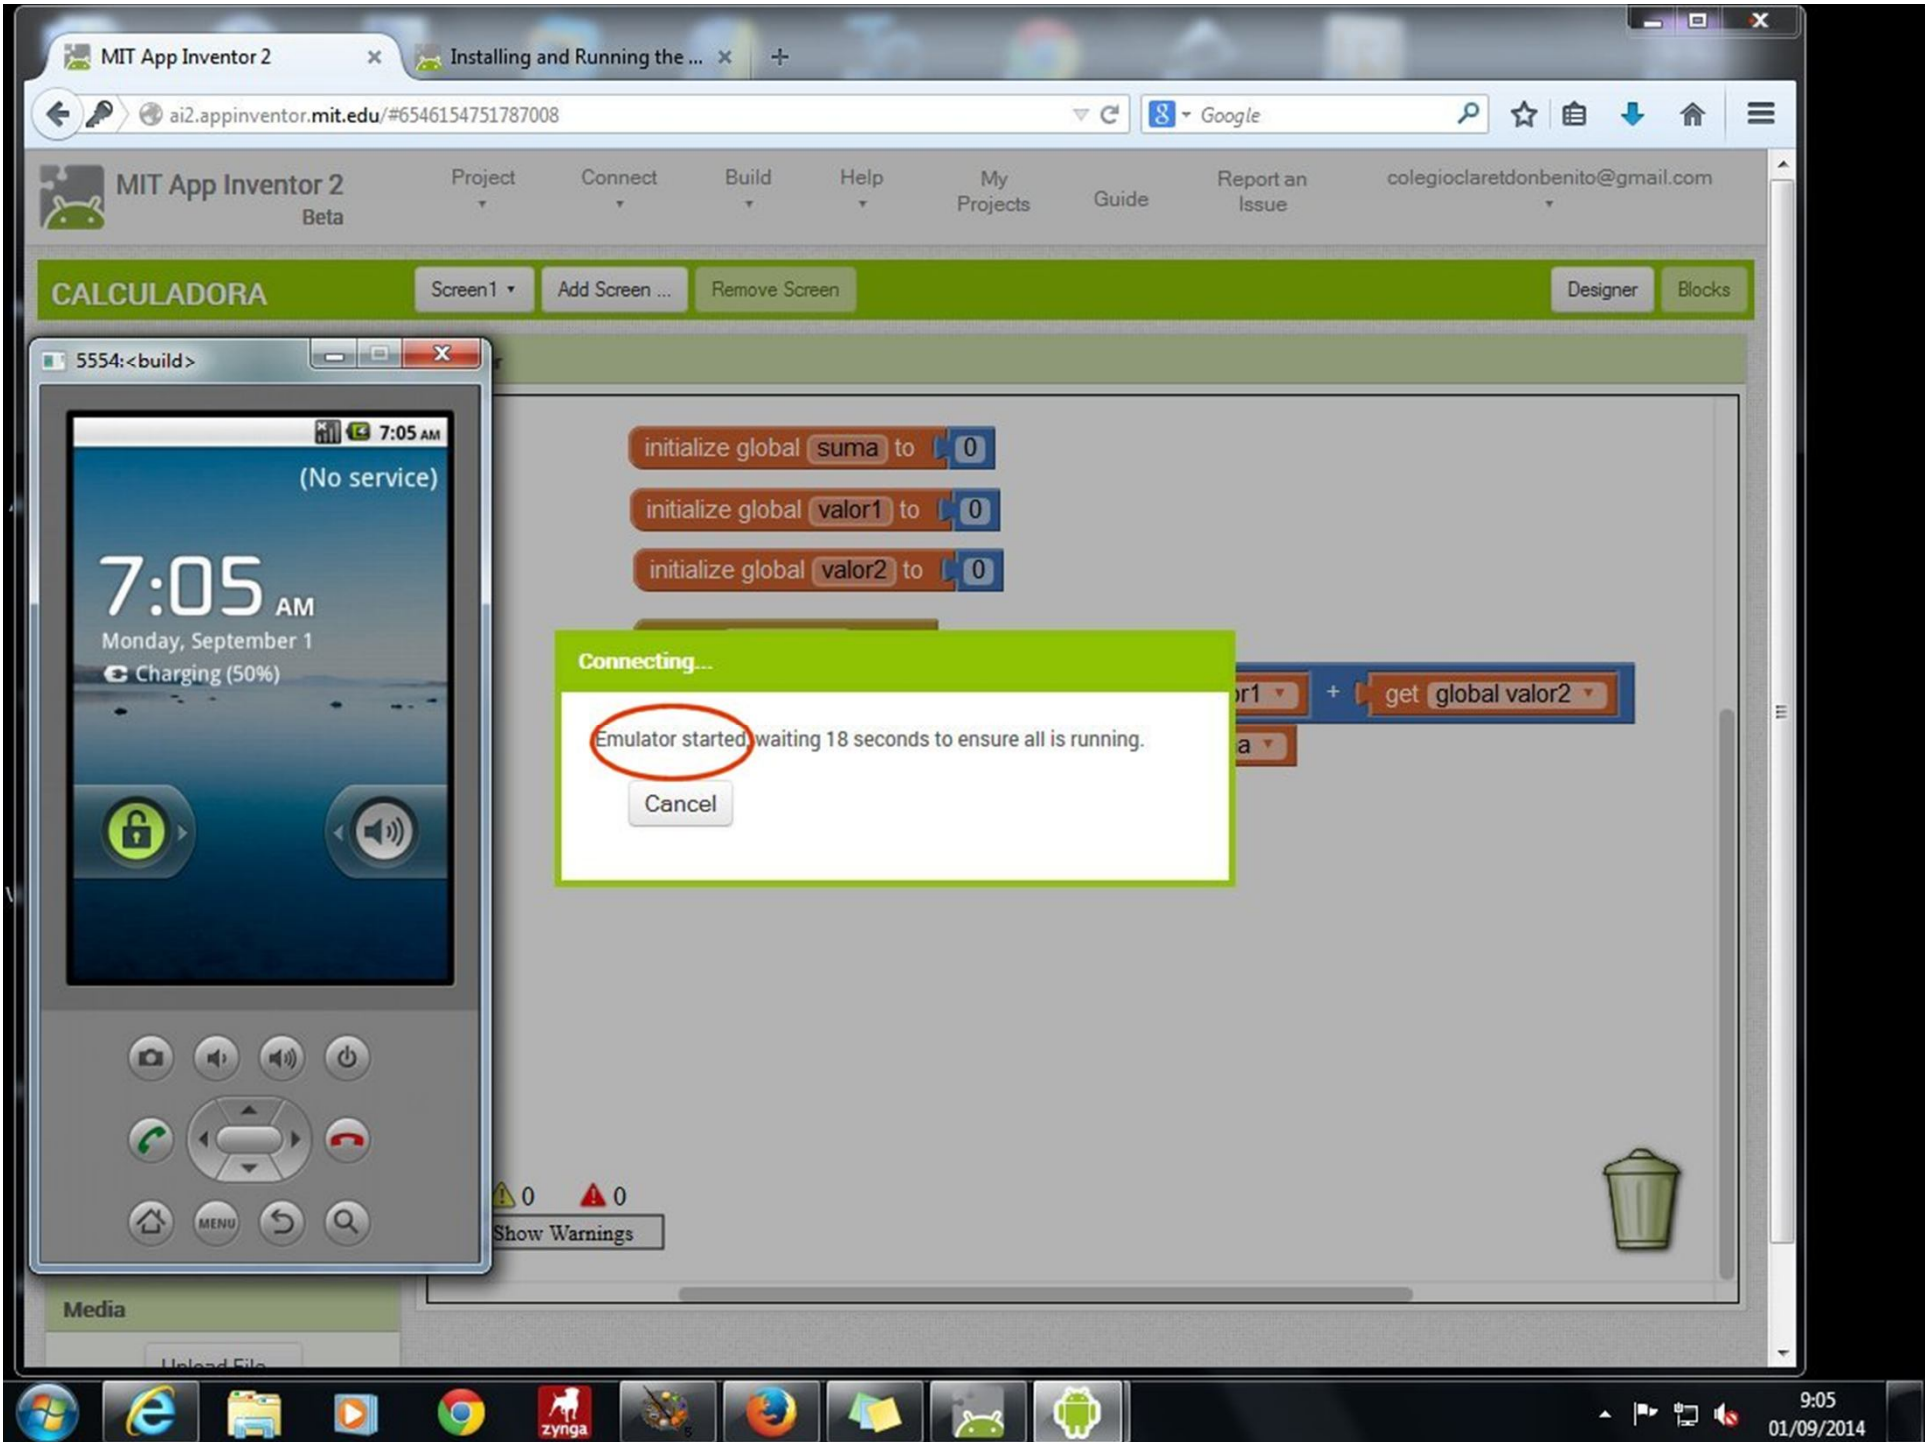 MIT App Inventor 2
Installing and Running the ...
ai2.appinventor.mit.edu/#6546154751787008
Google
MIT App Inventor 2
Beta
Project
Connect
Build
Help
My
Projects
Guide
Report an
Issue
colegioclaretdonbenito@gmail.com
CALCULADORA
Screen1
Add Screen ...
Remove Screen
Designer
Blocks
5554:<build>
7:05 AM
(No service)
7:05 AM
Monday, September 1
Charging (50%)
MENU
initialize global suma to 0
initialize global valor1 to 0
initialize global valor2 to 0
Connecting...
Emulator started, waiting 18 seconds to ensure all is running.
Cancel
+ get global valor2
0 0
Show Warnings
Media
Upload File
zynga
9:05
01/09/2014